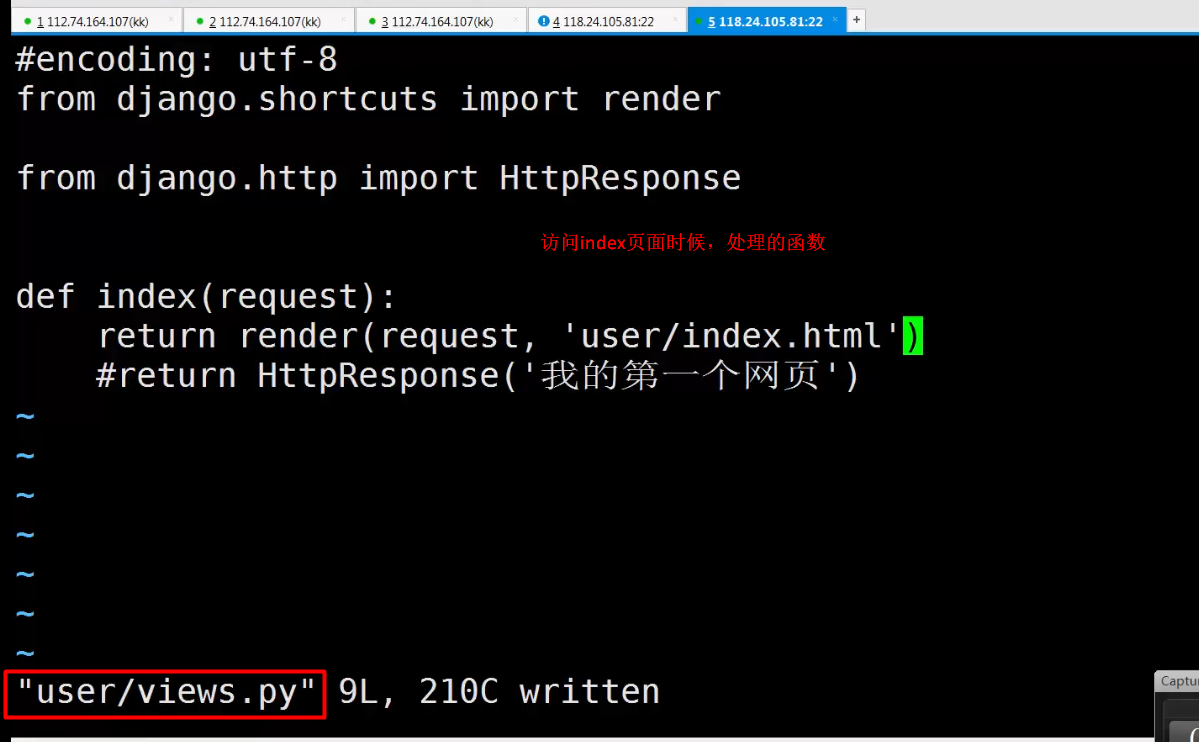 1 112.74.164.107(kk) × 2 112.74.164.107(kk) × 3 112.74.164.107(kk) × 4 118.24.105.81:22 × 5 118.24.105.81:22 × +
#encoding: utf-8
from django.shortcuts import render
from django.http import HttpResponse
访问index页面时候，处理的函数
def index(request):
    return render(request, 'user/index.html')
    #return HttpResponse('我的第一个网页')
~
~
~
~
~
~
~
"user/views.py" 9L, 210C written